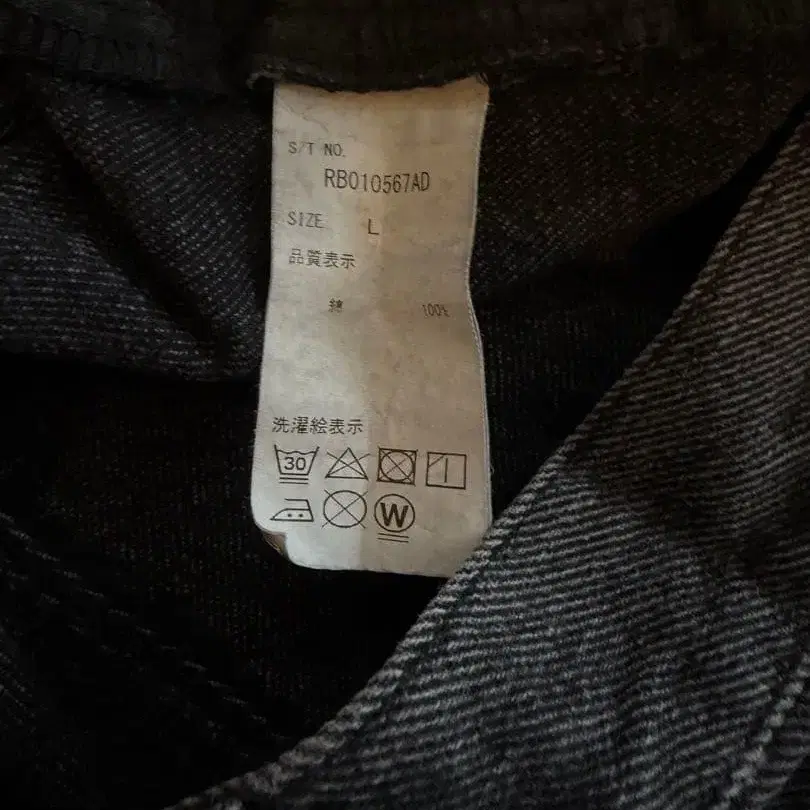 S/T NO.
RB010567AD
SIZE L
品質表示
綿 100%
洗濯絵表示
30
W